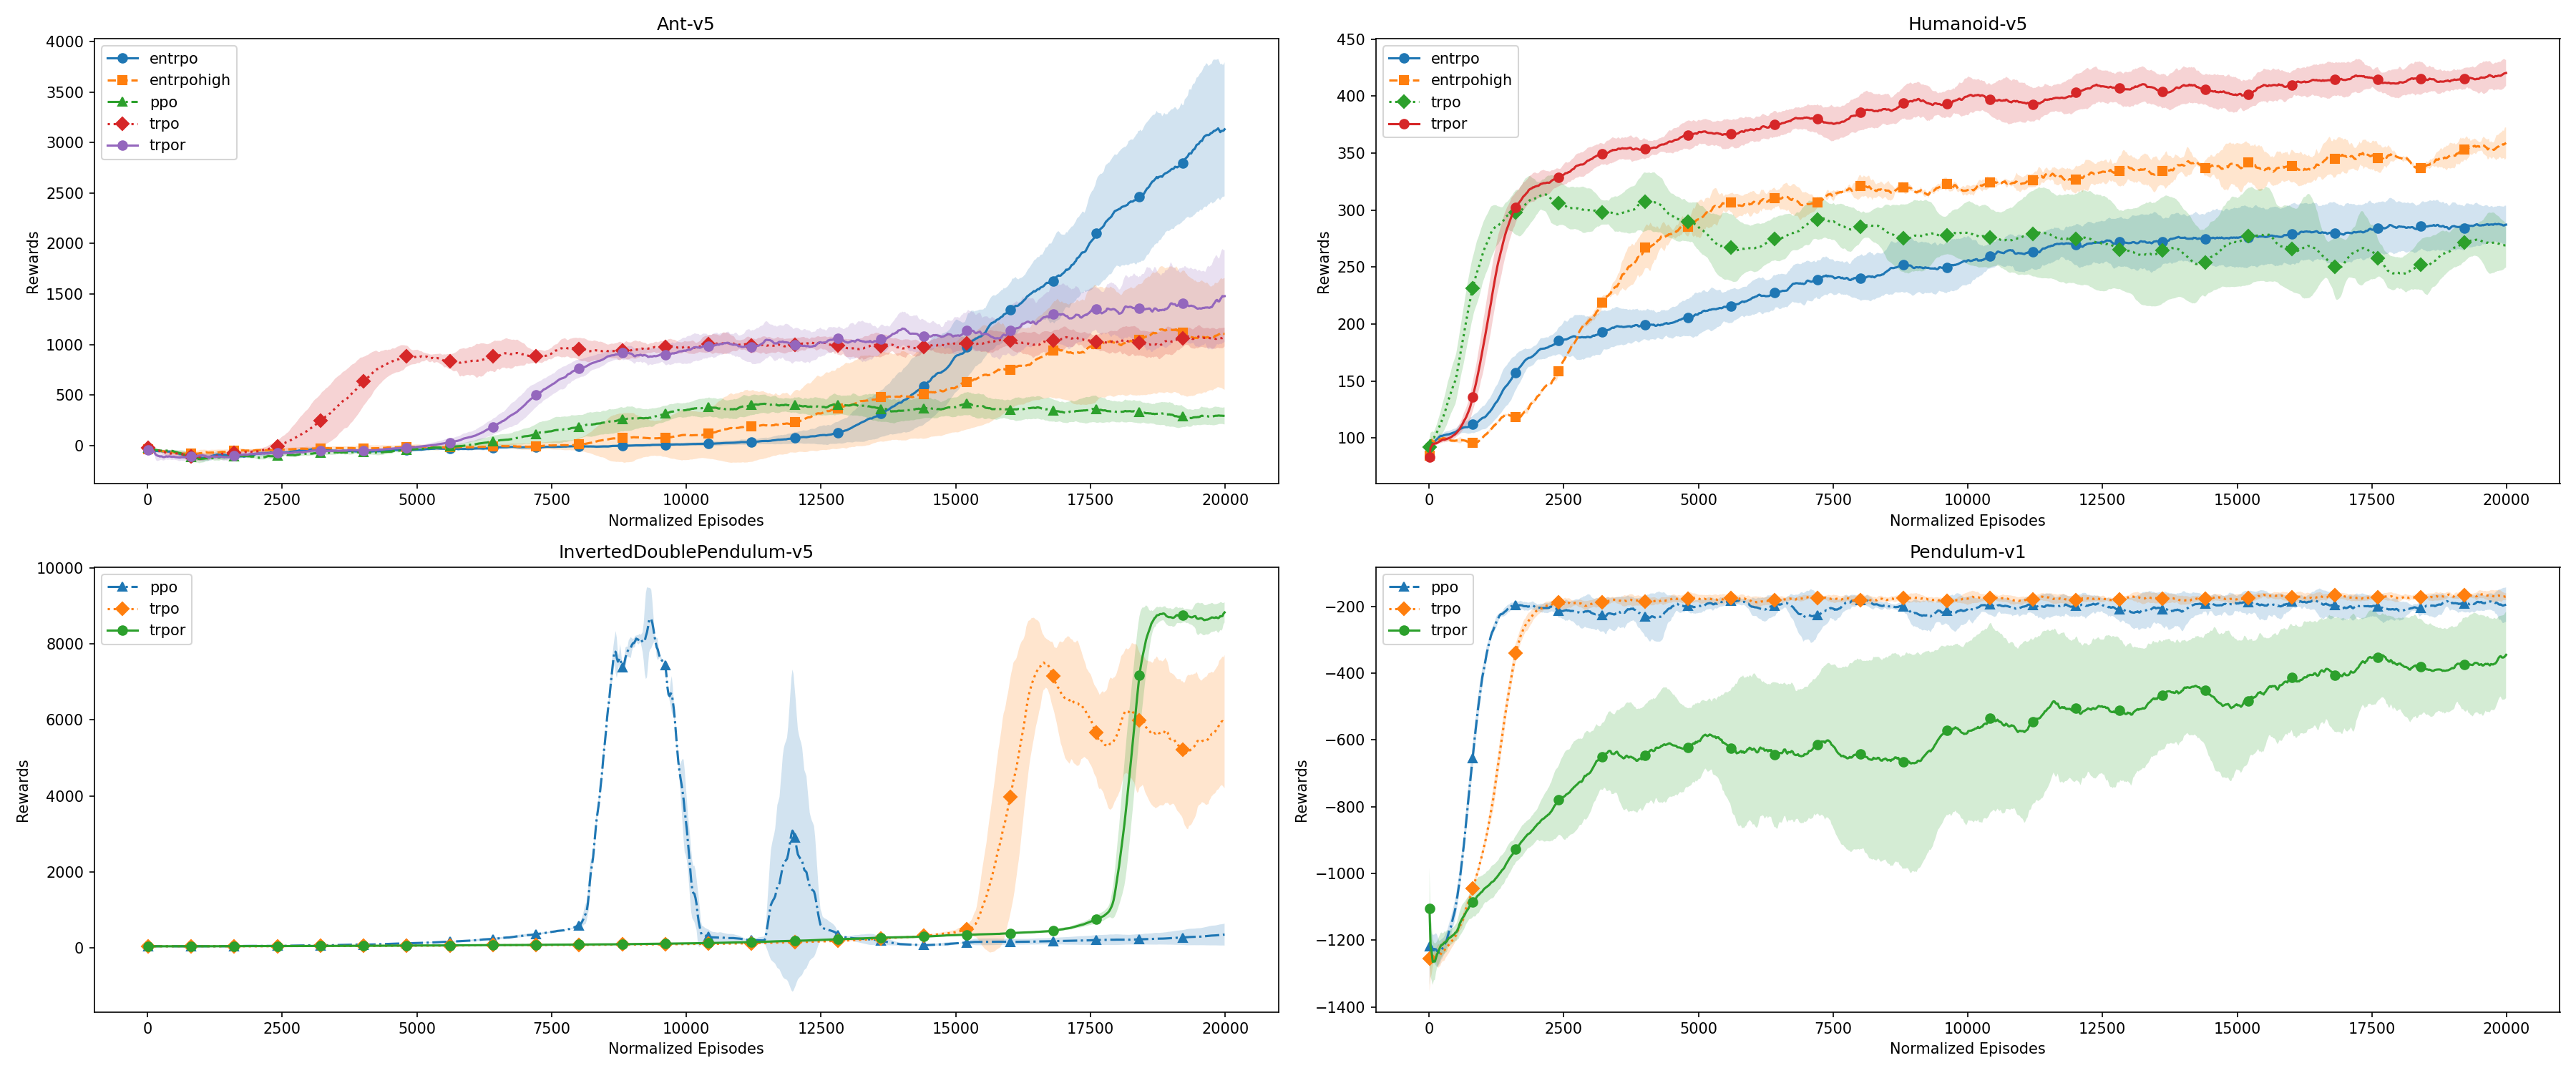 Ant-v5
4000
3500
3000
2500
2000
1500
1000
500
0
Rewards
entrpo
entrpohigh
ppo
trpo
trpor
0 2500 5000 7500 10000 12500 15000 17500 20000
Normalized Episodes
Humanoid-v5
450
400
350
300
250
200
150
100
Rewards
entrpo
entrpohigh
trpo
trpor
0 2500 5000 7500 10000 12500 15000 17500 20000
Normalized Episodes
InvertedDoublePendulum-v5
10000
8000
6000
4000
2000
0
Rewards
ppo
trpo
trpor
0 2500 5000 7500 10000 12500 15000 17500 20000
Normalized Episodes
Pendulum-v1
−200
−400
−600
−800
−1000
−1200
−1400
Rewards
ppo
trpo
trpor
0 2500 5000 7500 10000 12500 15000 17500 20000
Normalized Episodes